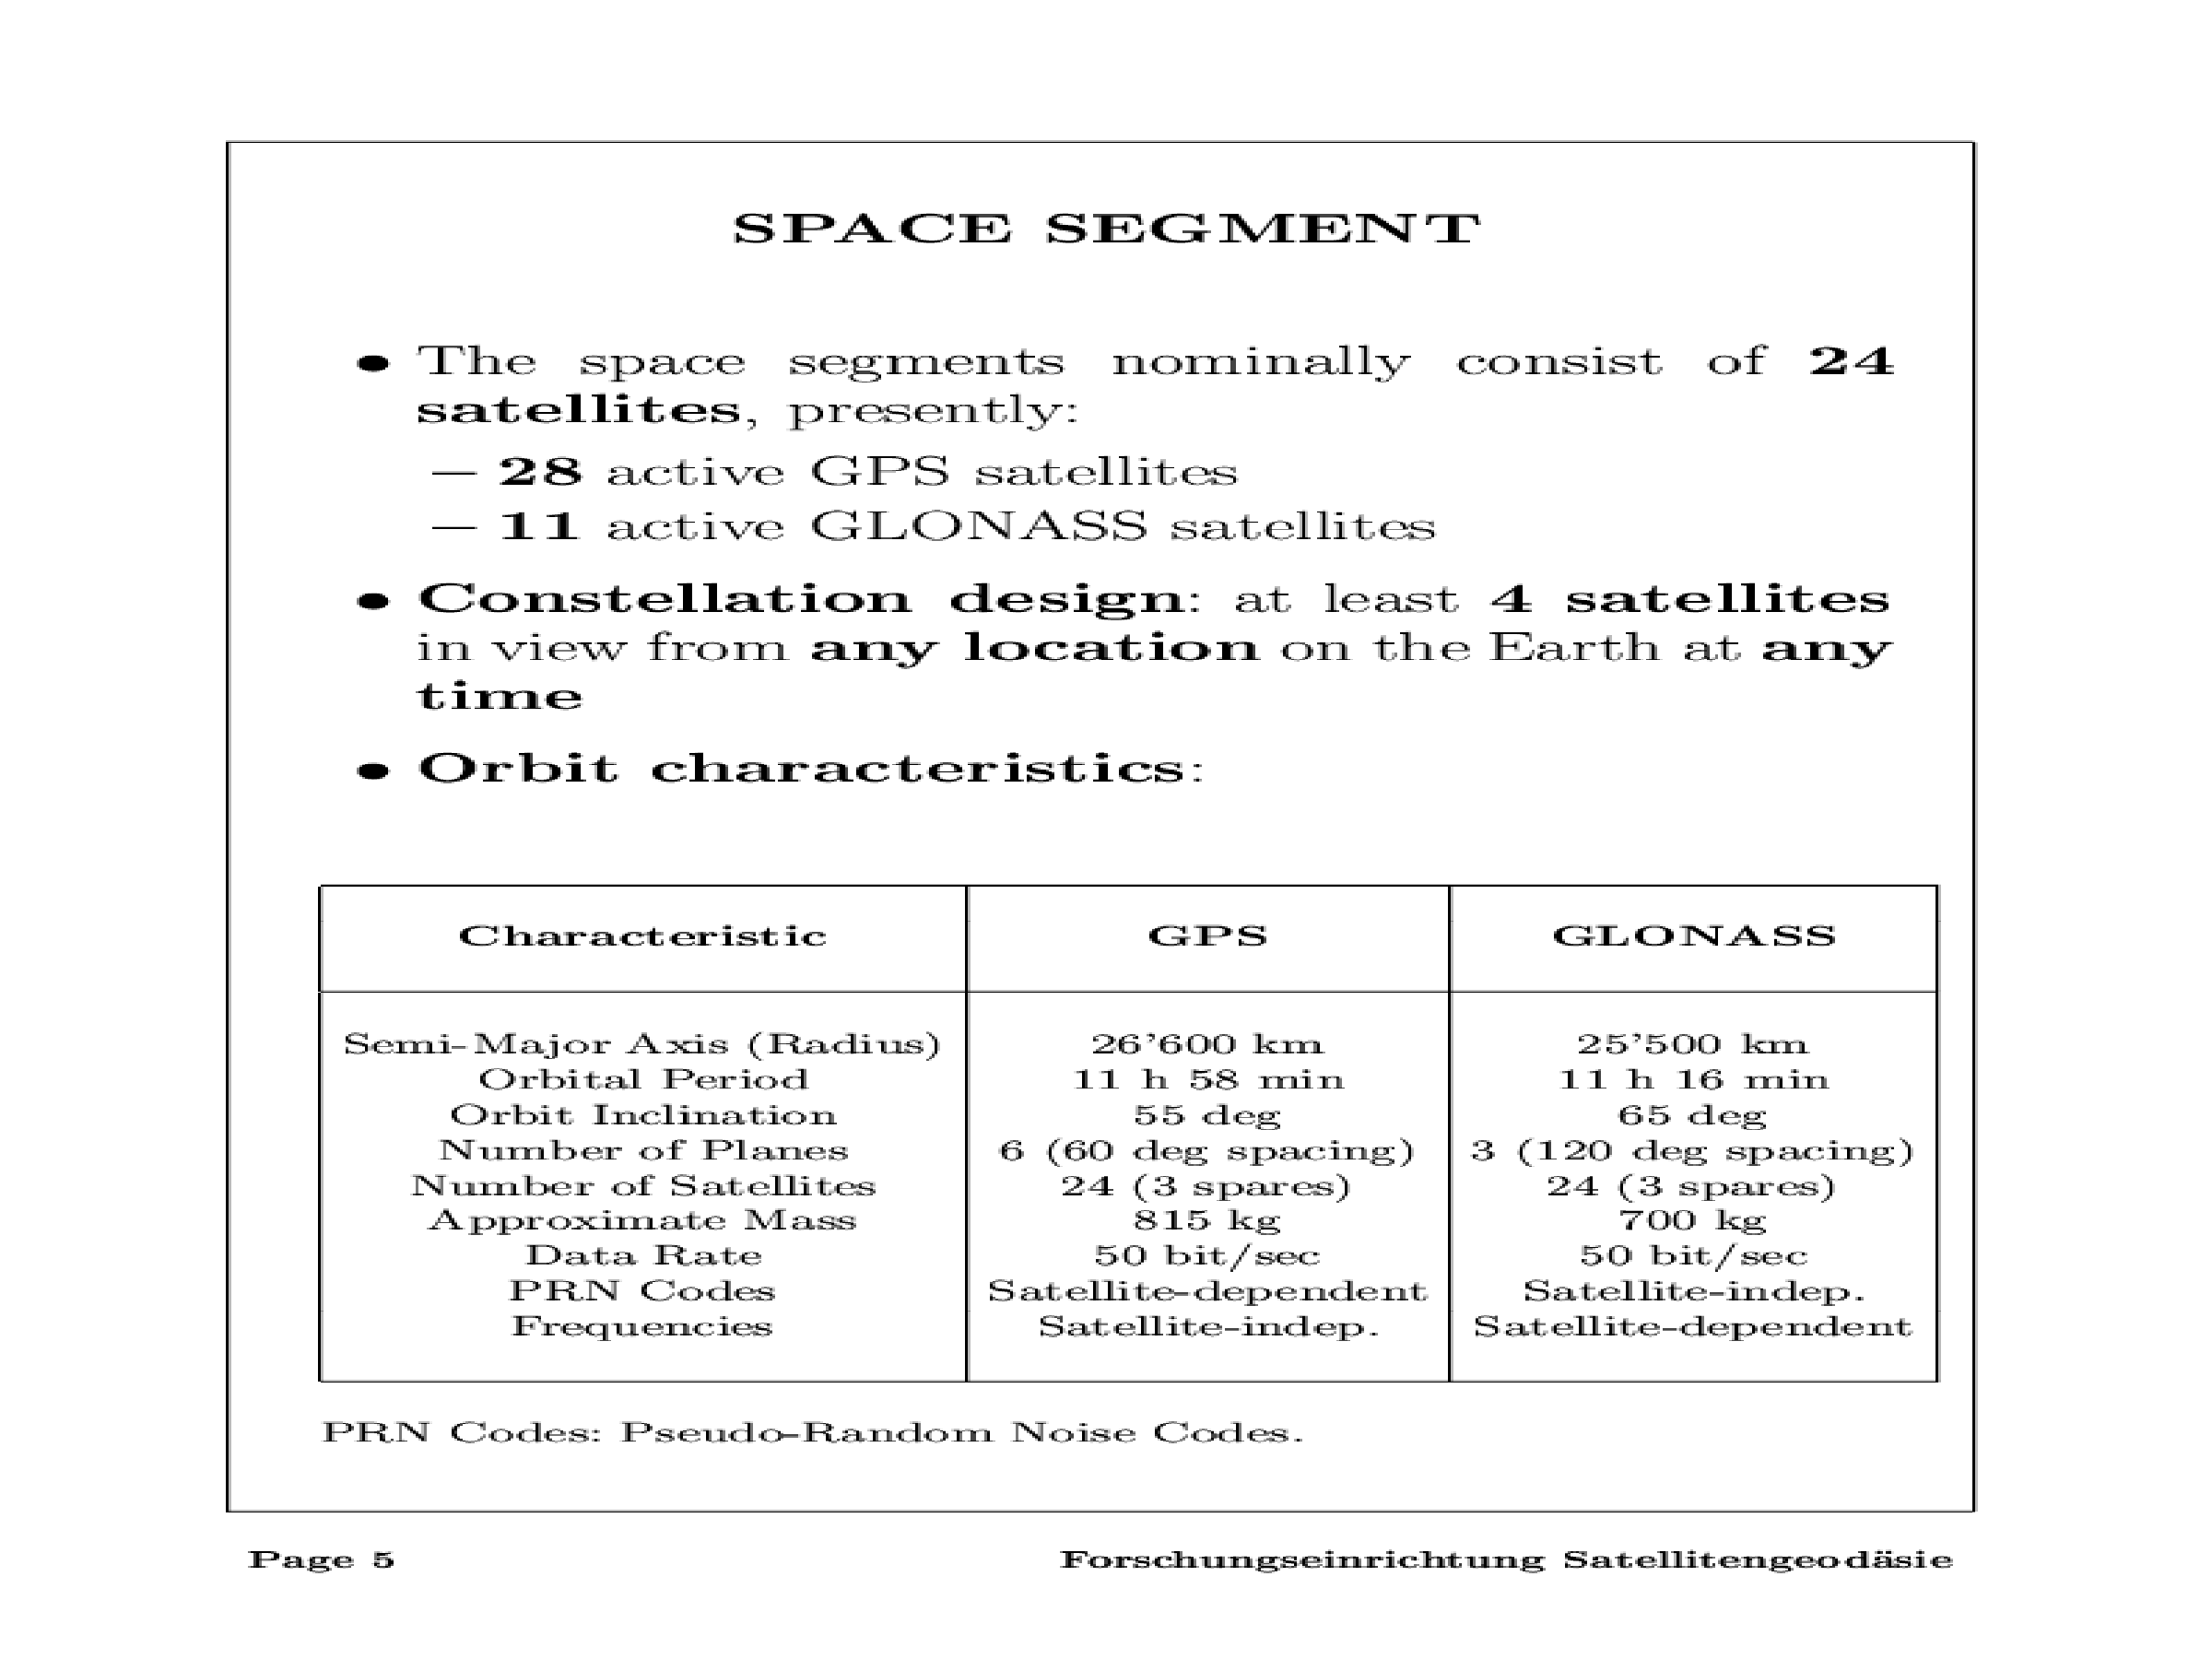 SPACE SEGMENT
• The space segments nominally consist of 24
satellites, presently:
– 28 active GPS satellites
– 11 active GLONASS satellites
• Constellation design: at least 4 satellites
in view from any location on the Earth at any
time
• Orbit characteristics:
Characteristic GPS GLONASS
Semi-Major Axis (Radius) 26'600 km 25'500 km
Orbital Period 11 h 58 min 11 h 16 min
Orbit Inclination 55 deg 65 deg
Number of Planes 6 (60 deg spacing) 3 (120 deg spacing)
Number of Satellites 24 (3 spares) 24 (3 spares)
Approximate Mass 815 kg 700 kg
Data Rate 50 bit/sec 50 bit/sec
PRN Codes Satellite-dependent Satellite-indep.
Frequencies Satellite-indep. Satellite-dependent
PRN Codes: Pseudo-Random Noise Codes.
Page 5 Forschungseinrichtung Satellitengeodäsie